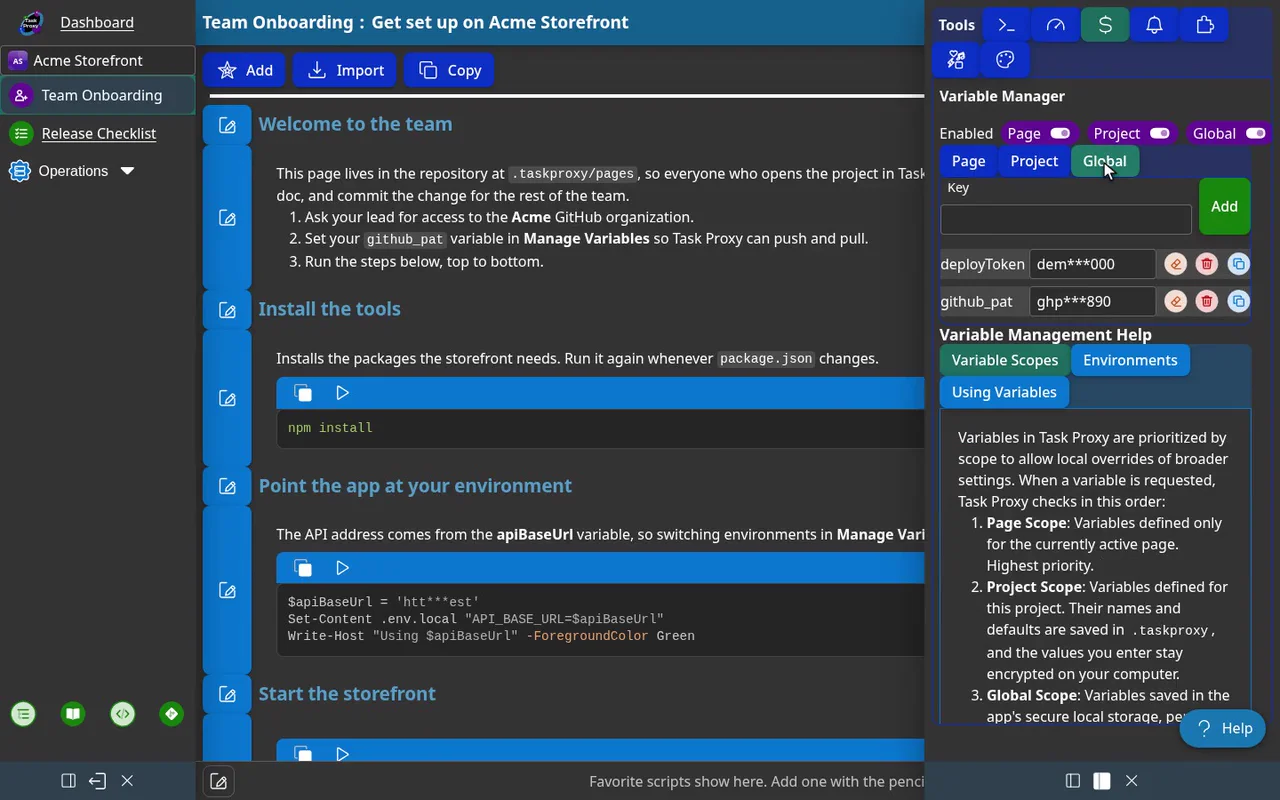 Dashboard
AS Acme Storefront
Team Onboarding
Release Checklist
Operations
Team Onboarding : Get set up on Acme Storefront
Add
Import
Copy
Welcome to the team
This page lives in the repository at .taskproxy/pages, so everyone who opens the project in Task
doc, and commit the change for the rest of the team.
1. Ask your lead for access to the Acme GitHub organization.
2. Set your github_pat variable in Manage Variables so Task Proxy can push and pull.
3. Run the steps below, top to bottom.
Install the tools
Installs the packages the storefront needs. Run it again whenever package.json changes.
npm install
Point the app at your environment
The API address comes from the apiBaseUrl variable, so switching environments in Manage Vari
$apiBaseUrl = 'htt***est'
Set-Content .env.local "API_BASE_URL=$apiBaseUrl"
Write-Host "Using $apiBaseUrl" -ForegroundColor Green
Start the storefront
Favorite scripts show here. Add one with the penci
Tools
Variable Manager
Enabled Page Project Global
Page Project Global
Key
Add
deployToken dem***000
github_pat ghp***890
Variable Management Help
Variable Scopes
Environments
Using Variables
Variables in Task Proxy are prioritized by
scope to allow local overrides of broader
settings. When a variable is requested,
Task Proxy checks in this order:
1. Page Scope: Variables defined only
for the currently active page.
Highest priority.
2. Project Scope: Variables defined for
this project. Their names and
defaults are saved in .taskproxy,
and the values you enter stay
encrypted on your computer.
3. Global Scope: Variables saved in the
app's secure local storage, pe
Help